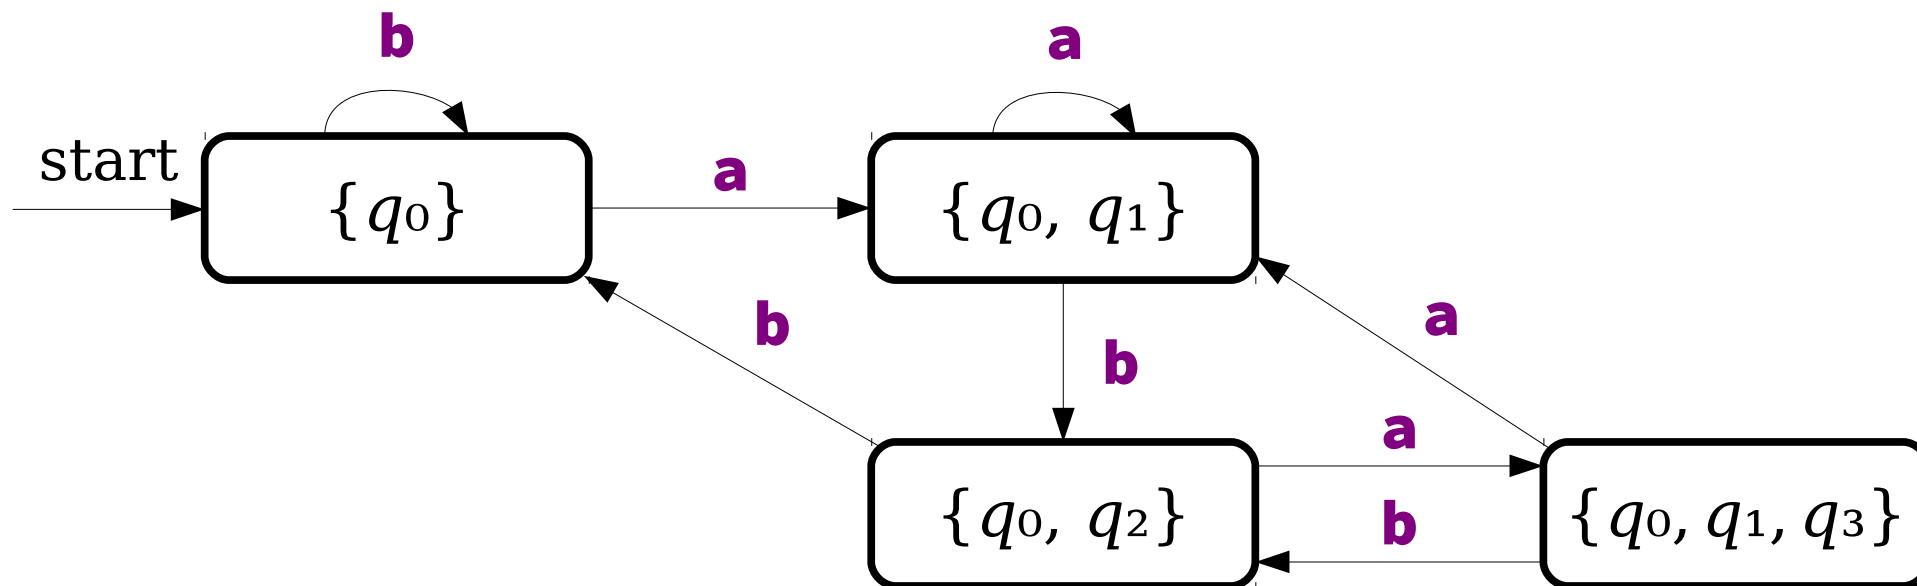 b
a
start
{q₀}
a
{q₀, q₁}
b
b
a
a
{q₀, q₂}
b
{q₀, q₁, q₃}